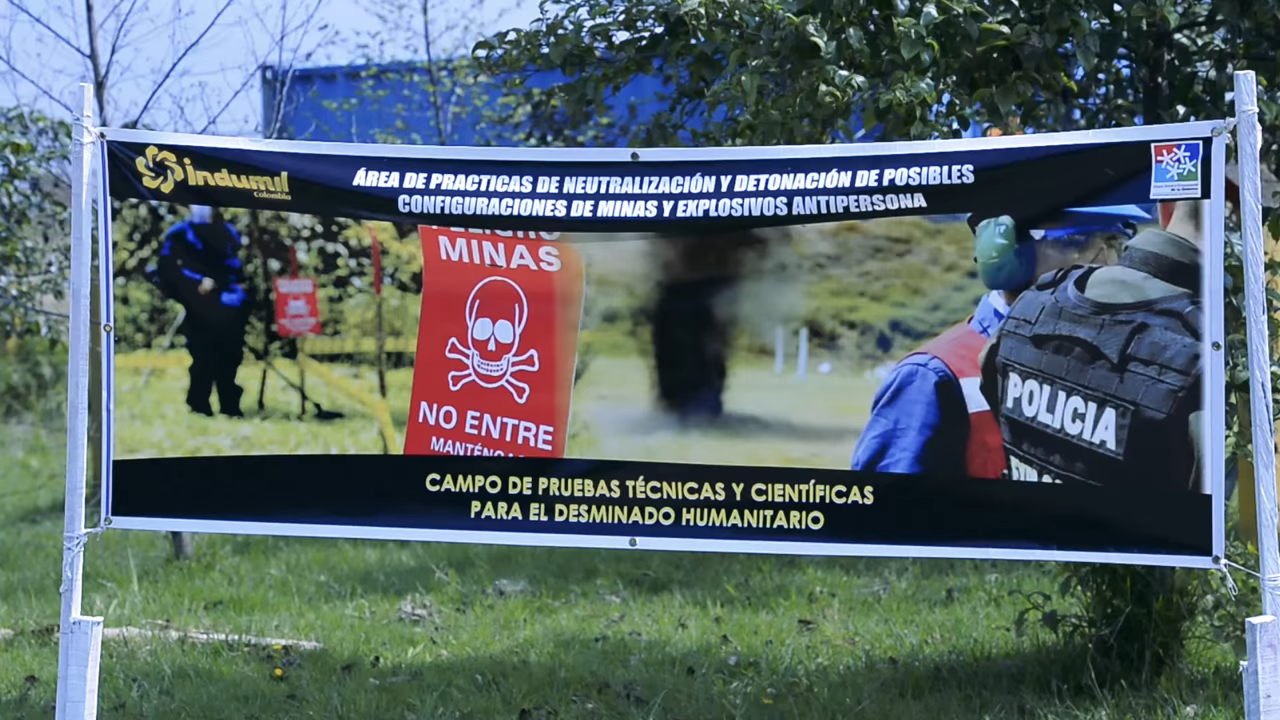 indumil
Colombia
ÁREA DE PRACTICAS DE NEUTRALIZACIÓN Y DETONACIÓN DE POSIBLES
CONFIGURACIONES DE MINAS Y EXPLOSIVOS ANTIPERSONA
PELIGRO
MINAS
NO ENTRE
POLICIA
CAMPO DE PRUEBAS TÉCNICAS Y CIENTÍFICAS
PARA EL DESMINADO HUMANITARIO